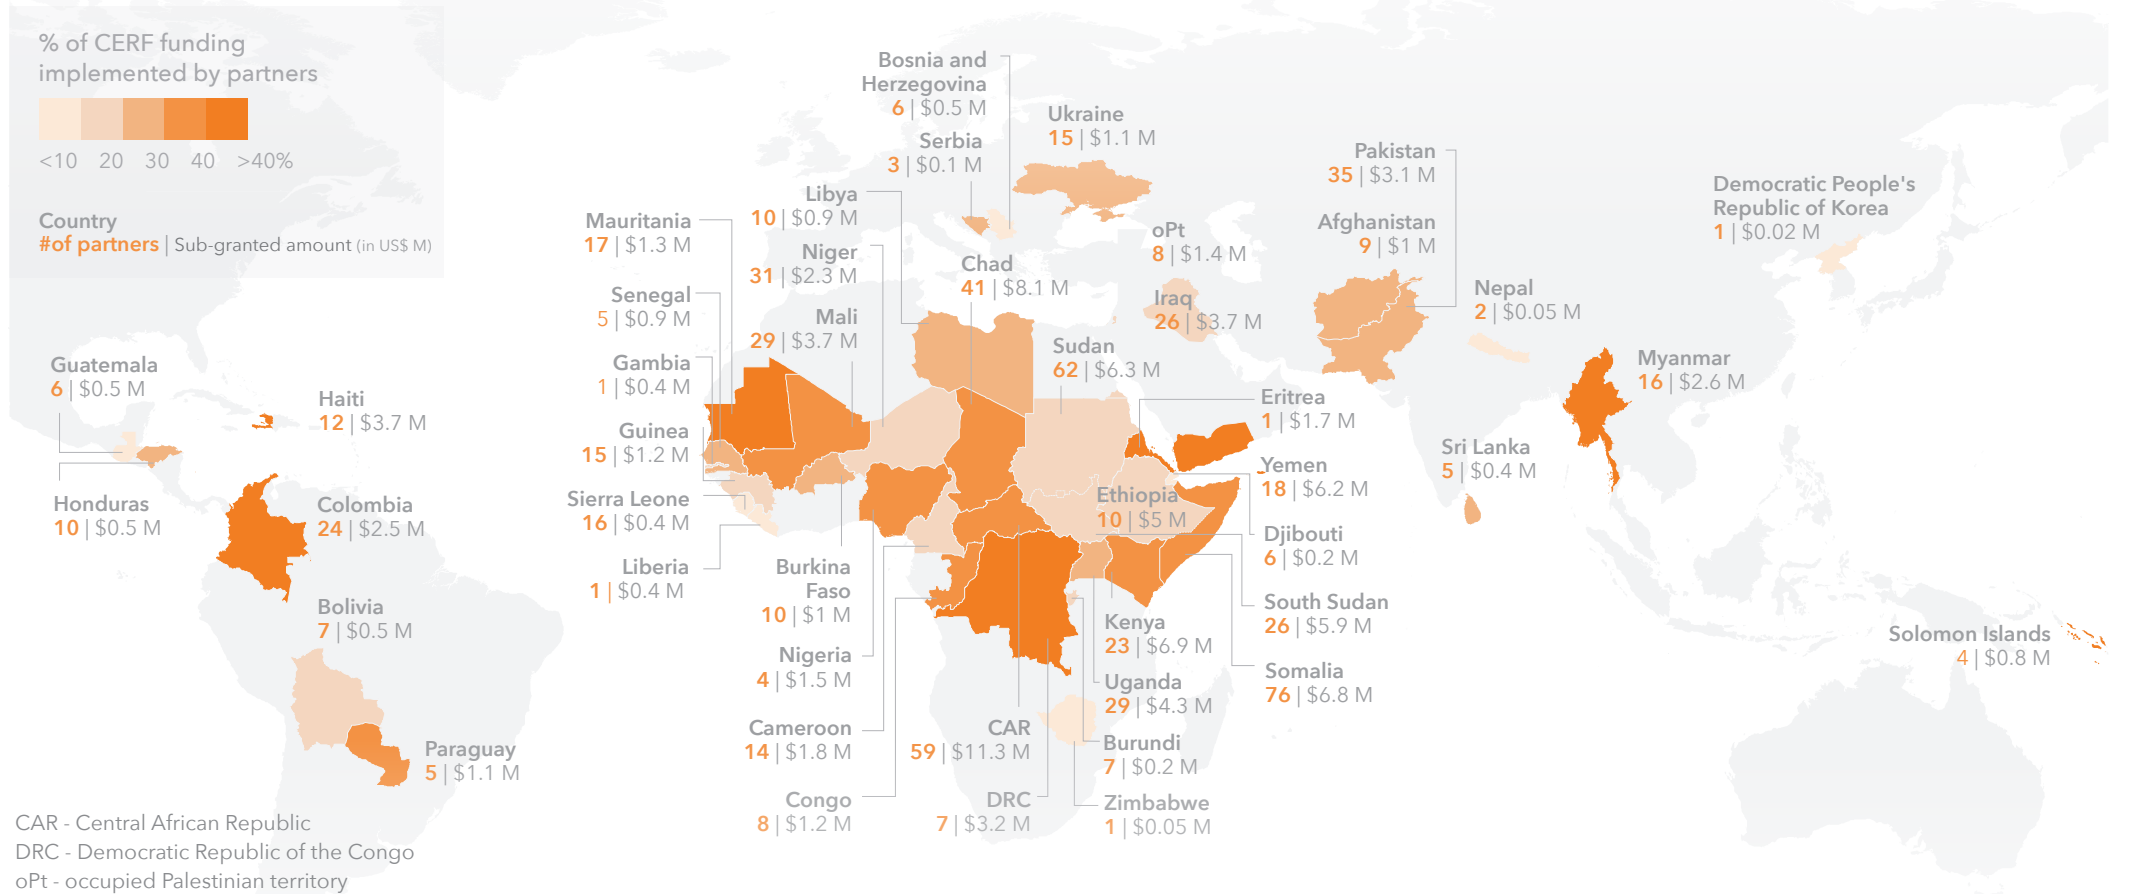 % of CERF funding
implemented by partners
<10 20 30 40 >40%
Country
#of partners | Sub-granted amount (in US$ M)
Bosnia and
Herzegovina
6 | $0.5 M
Serbia
3 | $0.1 M
Ukraine
15 | $1.1 M
Libya
10 | $0.9 M
Mauritania
17 | $1.3 M
Niger
31 | $2.3 M
Chad
41 | $8.1 M
oPt
8 | $1.4 M
Iraq
26 | $3.7 M
Pakistan
35 | $3.1 M
Afghanistan
9 | $1 M
Democratic People's
Republic of Korea
1 | $0.02 M
Nepal
2 | $0.05 M
Myanmar
16 | $2.6 M
Sri Lanka
5 | $0.4 M
Senegal
5 | $0.9 M
Mali
29 | $3.7 M
Sudan
62 | $6.3 M
Gambia
1 | $0.4 M
Guinea
15 | $1.2 M
Sierra Leone
16 | $0.4 M
Liberia
1 | $0.4 M
Guatemala
6 | $0.5 M
Haiti
12 | $3.7 M
Honduras
10 | $0.5 M
Colombia
24 | $2.5 M
Bolivia
7 | $0.5 M
Paraguay
5 | $1.1 M
Eritrea
1 | $1.7 M
Yemen
18 | $6.2 M
Ethiopia
10 | $5 M
Djibouti
6 | $0.2 M
South Sudan
26 | $5.9 M
Somalia
76 | $6.8 M
Burkina
Faso
10 | $1 M
Nigeria
4 | $1.5 M
Cameroon
14 | $1.8 M
Congo
8 | $1.2 M
CAR
59 | $11.3 M
DRC
7 | $3.2 M
Kenya
23 | $6.9 M
Uganda
29 | $4.3 M
Burundi
7 | $0.2 M
Zimbabwe
1 | $0.05 M
Solomon Islands
4 | $0.8 M
CAR - Central African Republic
DRC - Democratic Republic of the Congo
oPt - occupied Palestinian territory